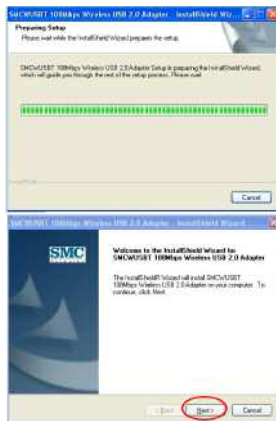 SMCWUSBT 108Mbps Wireless USB 2.0 Adapter - InstallShield Wiz...
Preparing Setup
Please wait while the InstallShield Wizard prepares the setup.
SMCWUSBT 108Mbps Wireless USB 2.0 Adapter Setup is preparing the InstallShield Wizard,
which will guide you through the rest of the setup process. Please wait.
InstallShield
Cancel
SMCWUSBT 108Mbps Wireless USB 2.0 Adapter - InstallShield Wizard
SMC
Welcome to the InstallShield Wizard for
SMCWUSBT 108Mbps Wireless USB 2.0 Adapter
The InstallShield® Wizard will install SMCWUSBT
108Mbps Wireless USB 2.0 Adapter on your computer. To
continue, click Next.
< Back
Next >
Cancel